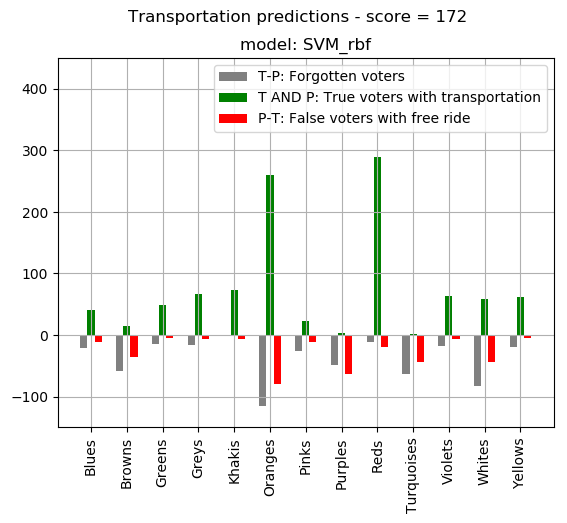 Transportation predictions - score = 172
model: SVM_rbf
T-P: Forgotten voters
T AND P: True voters with transportation
P-T: False voters with free ride
400
300
200
100
0
−100
Blues
Browns
Greens
Greys
Khakis
Oranges
Pinks
Purples
Reds
Turquoises
Violets
Whites
Yellows